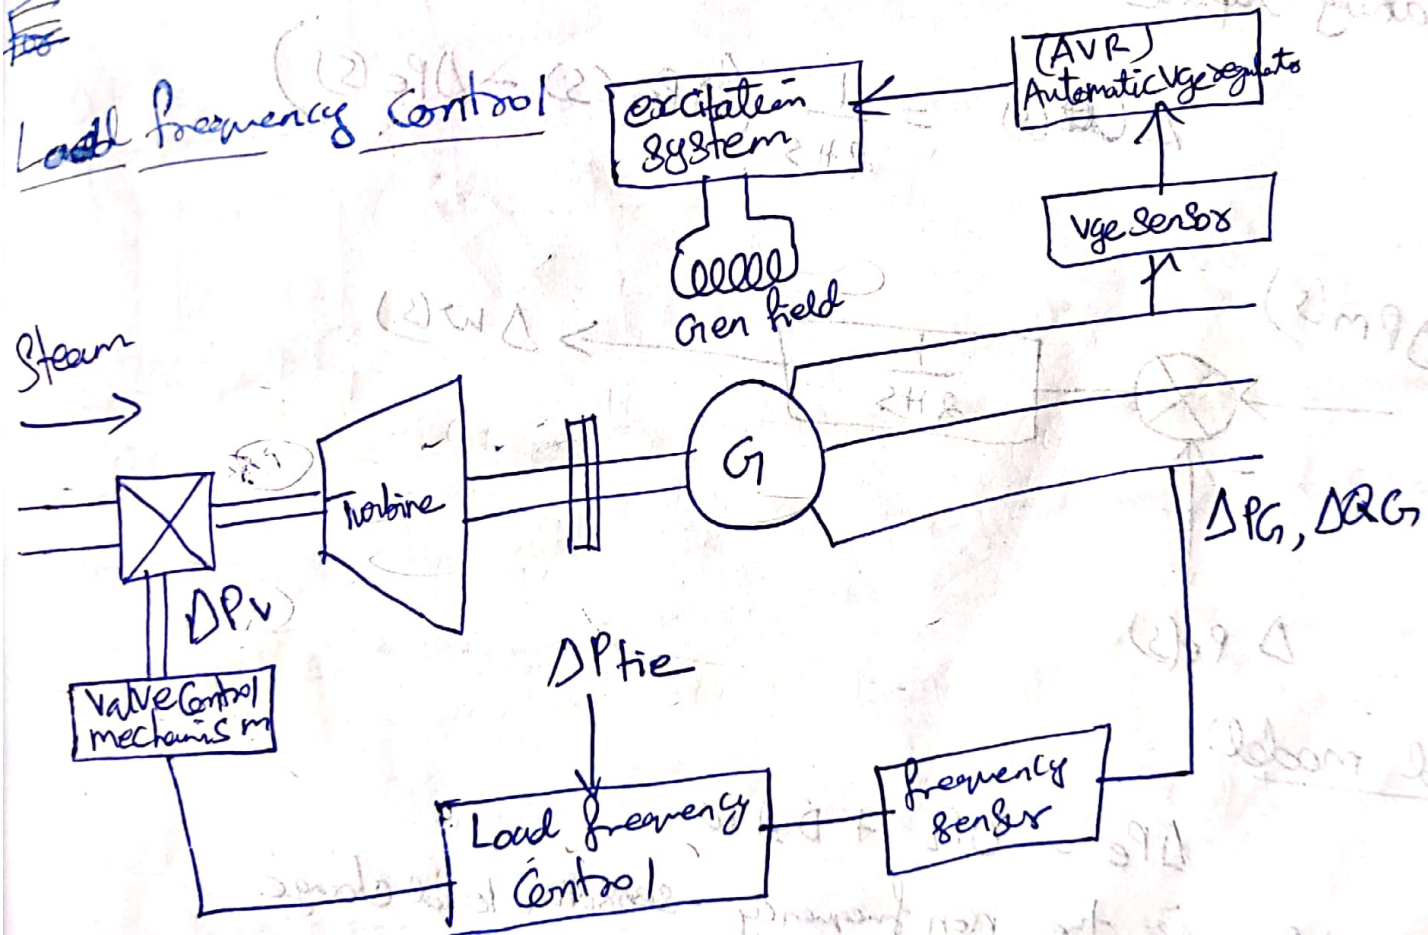 Load frequency Control
(AVR)
Automatic Vge regulato
excitation
system
Vge Sensor
Gen field
Steam
Turbine
G
ΔPG, ΔQG
ΔPv
ΔPtie
Valve Control
mechanism
frequency
sensor
Load frequency
Control